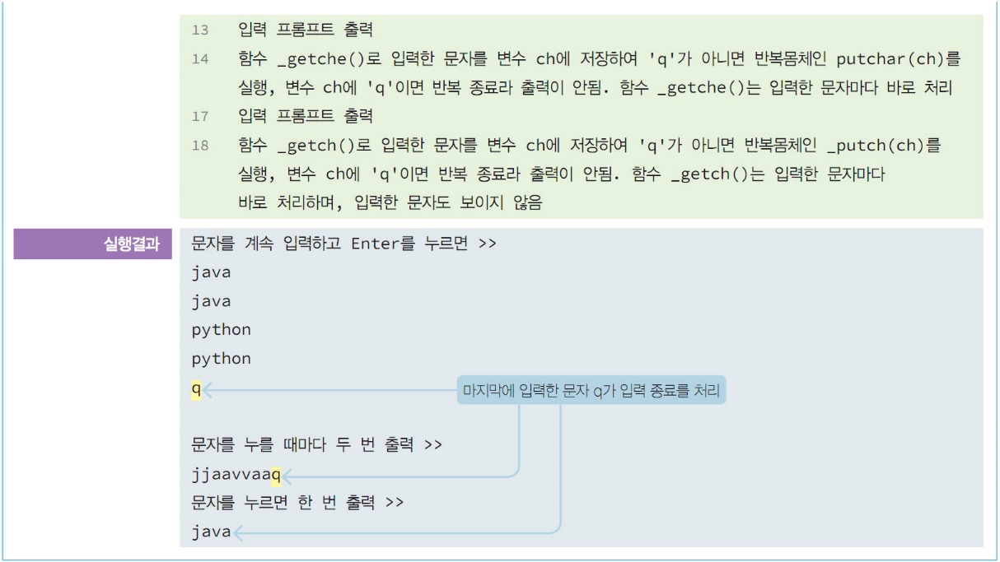 13 입력 프롬프트 출력
14 함수 _getche()로 입력한 문자를 변수 ch에 저장하여 'q'가 아니면 반복몸체인 putchar(ch)를
실행, 변수 ch에 'q'이면 반복 종료라 출력이 안됨. 함수 _getche()는 입력한 문자마다 바로 처리
17 입력 프롬프트 출력
18 함수 _getch()로 입력한 문자를 변수 ch에 저장하여 'q'가 아니면 반복몸체인 _putch(ch)를
실행, 변수 ch에 'q'이면 반복 종료라 출력이 안됨. 함수 _getch()는 입력한 문자마다
바로 처리하며, 입력한 문자도 보이지 않음
실행결과
문자를 계속 입력하고 Enter를 누르면 >>
java
java
python
python
q
마지막에 입력한 문자 q가 입력 종료를 처리
문자를 누를 때마다 두 번 출력 >>
jjaavvaaq
문자를 누르면 한 번 출력 >>
java